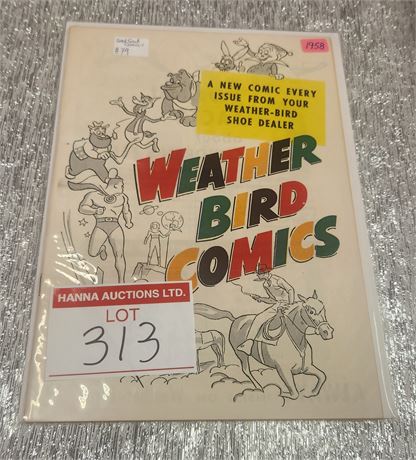 $79
1958
A NEW COMIC EVERY
ISSUE FROM YOUR
WEATHER-BIRD
SHOE DEALER
WEATHER
BIRD
COMICS
HANNA AUCTIONS LTD.
LOT
313